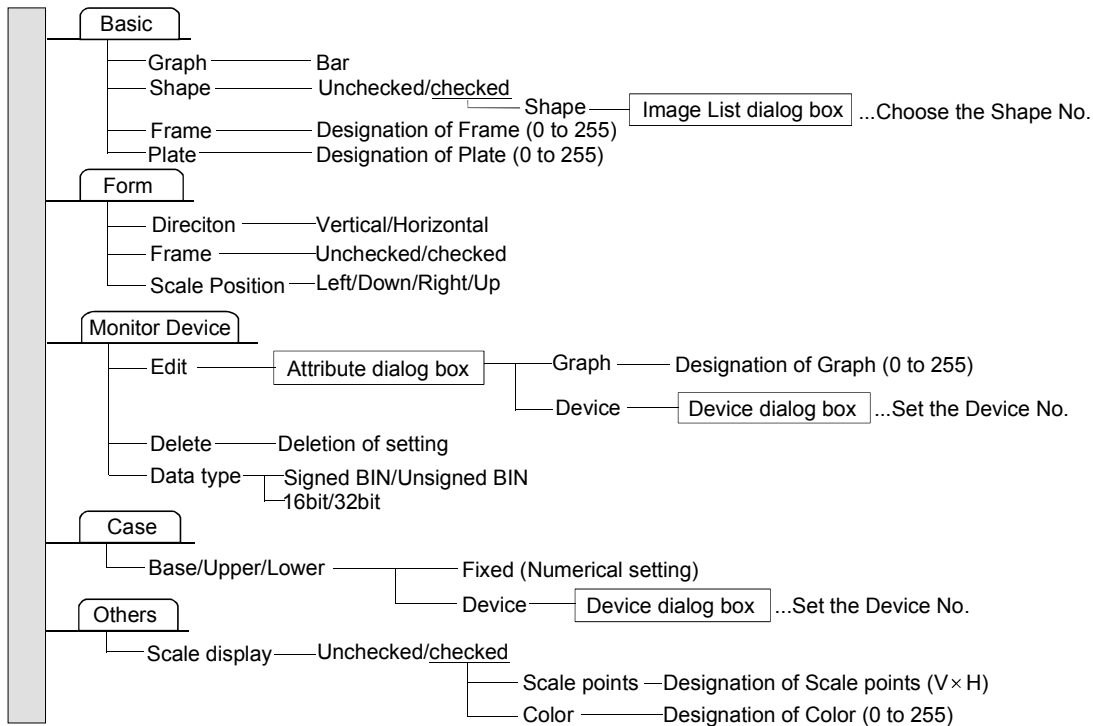 Basic
Graph Bar
Shape Unchecked/checked
Shape Image List dialog box ...Choose the Shape No.
Frame Designation of Frame (0 to 255)
Plate Designation of Plate (0 to 255)
Form
Direciton Vertical/Horizontal
Frame Unchecked/checked
Scale Position Left/Down/Right/Up
Monitor Device
Edit Attribute dialog box Graph Designation of Graph (0 to 255)
Device Device dialog box ...Set the Device No.
Delete Deletion of setting
Data type Signed BIN/Unsigned BIN
16bit/32bit
Case
Base/Upper/Lower Fixed (Numerical setting)
Device Device dialog box ...Set the Device No.
Others
Scale display Unchecked/checked
Scale points Designation of Scale points (V×H)
Color Designation of Color (0 to 255)